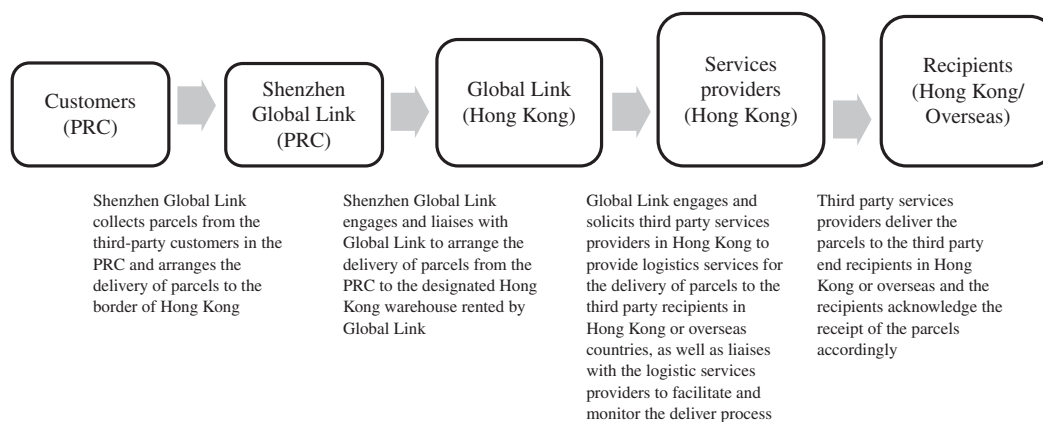 Customers
(PRC)
Shenzhen
Global Link
(PRC)
Global Link
(Hong Kong)
Services
providers
(Hong Kong)
Recipients
(Hong Kong/
Overseas)
Shenzhen Global Link
collects parcels from the
third-party customers in the
PRC and arranges the
delivery of parcels to the
border of Hong Kong
Shenzhen Global Link
engages and liaises with
Global Link to arrange the
delivery of parcels from the
PRC to the designated Hong
Kong warehouse rented by
Global Link
Global Link engages and
solicits third party services
providers in Hong Kong to
provide logistics services for
the delivery of parcels to the
third party recipients in
Hong Kong or overseas
countries, as well as liaises
with the logistic services
providers to facilitate and
monitor the deliver process
Third party services
providers deliver the
parcels to the third party
end recipients in Hong
Kong or overseas and the
recipients acknowledge the
receipt of the parcels
accordingly